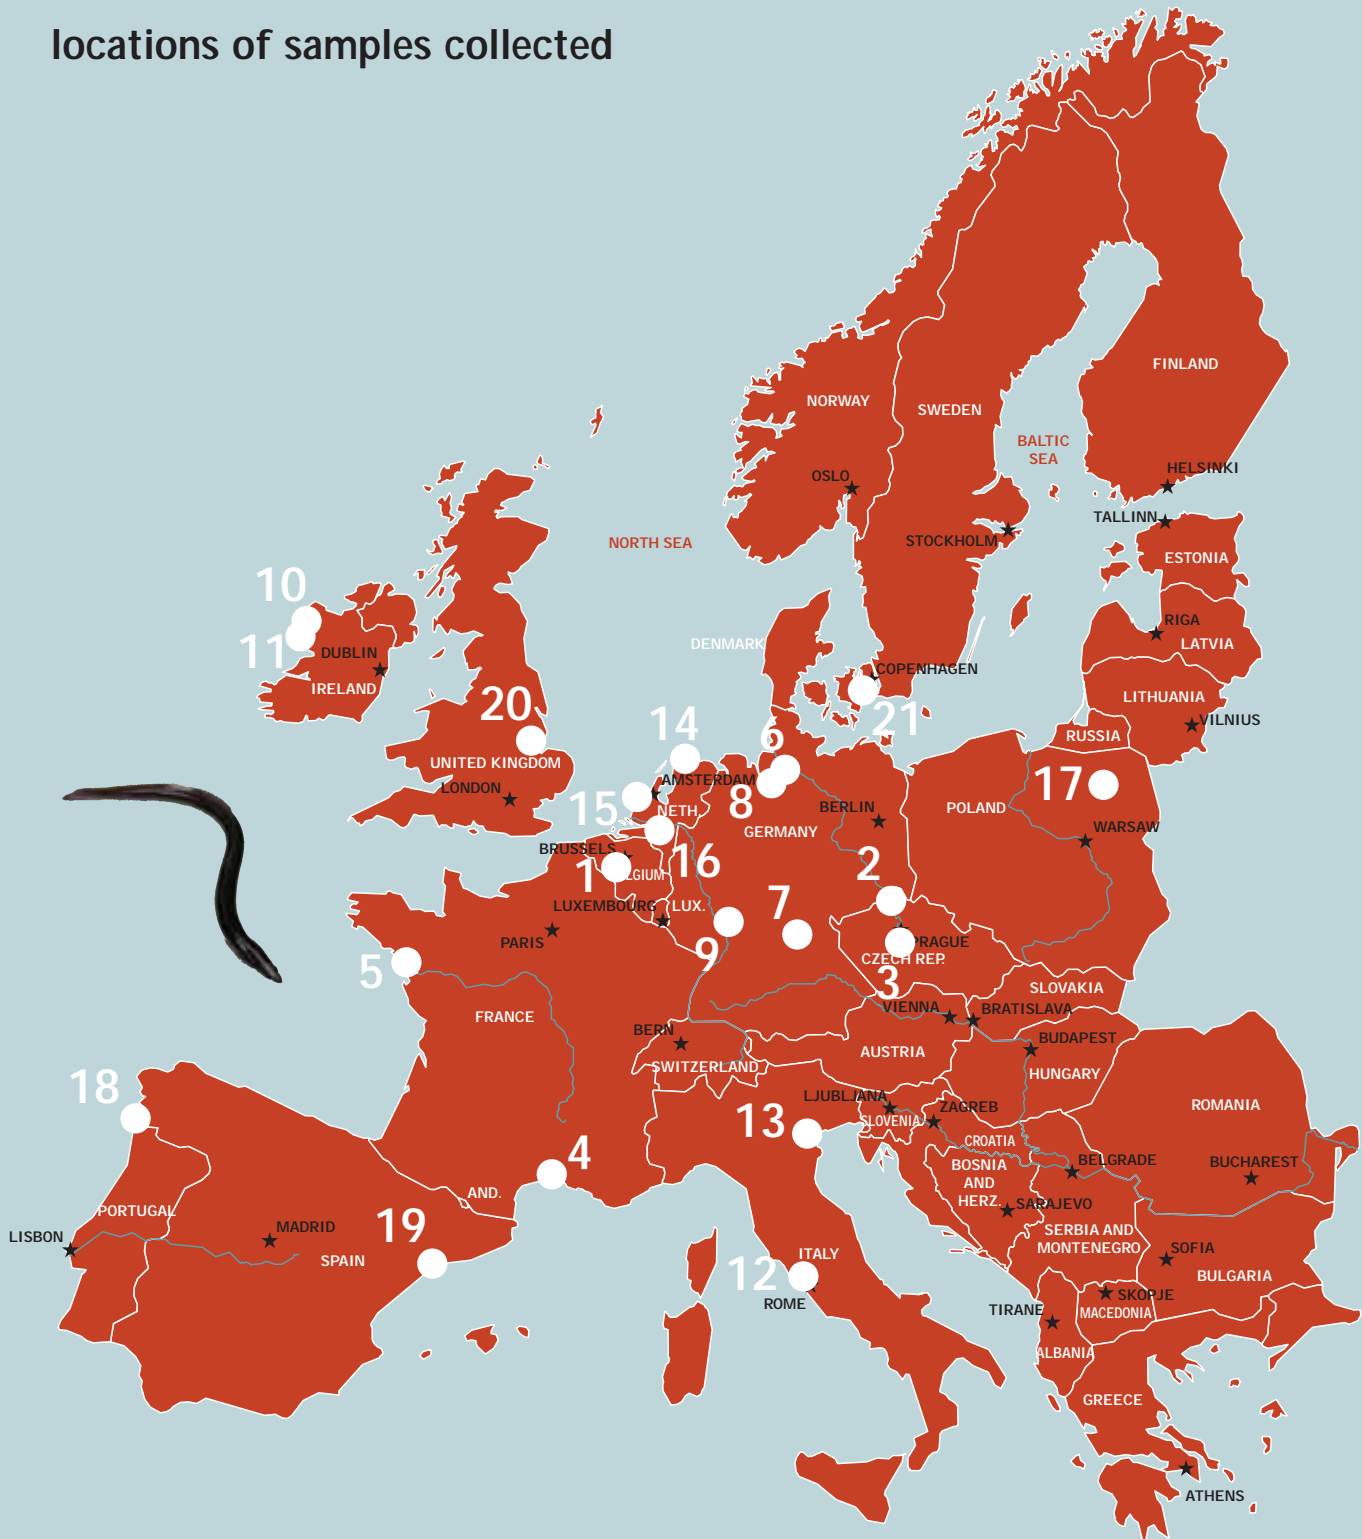 locations of samples collected
FINLAND
NORWAY
SWEDEN
BALTIC
SEA
HELSINKI
OSLO
TALLINN
STOCKHOLM
NORTH SEA
ESTONIA
10
RIGA
11
DUBLIN
DENMARK
LATVIA
COPENHAGEN
IRELAND
LITHUANIA
20
21
VILNIUS
14
6
RUSSIA
UNITED KINGDOM
AMSTERDAM
17
LONDON
15
NETH.
8
BERLIN
POLAND
GERMANY
WARSAW
BRUSSELS
1
LGIUM
16
2
LUXEMBOURG
LUX.
7
PARIS
9
PRAGUE
5
CZECH REP.
3
SLOVAKIA
FRANCE
VIENNA
BRATISLAVA
BERN
BUDAPEST
AUSTRIA
SWITZERLAND
HUNGARY
18
LJUBLJANA
ZAGREB
ROMANIA
13
SLOVENIA
CROATIA
4
BOSNIA
AND
HERZ.
BELGRADE
BUCHAREST
AND.
SARAJEVO
PORTUGAL
LISBON
MADRID
19
SERBIA AND
MONTENEGRO
SPAIN
ITALY
SOFIA
12
BULGARIA
ROME
SKOPJE
TIRANE
MACEDONIA
ALBANIA
GREECE
ATHENS